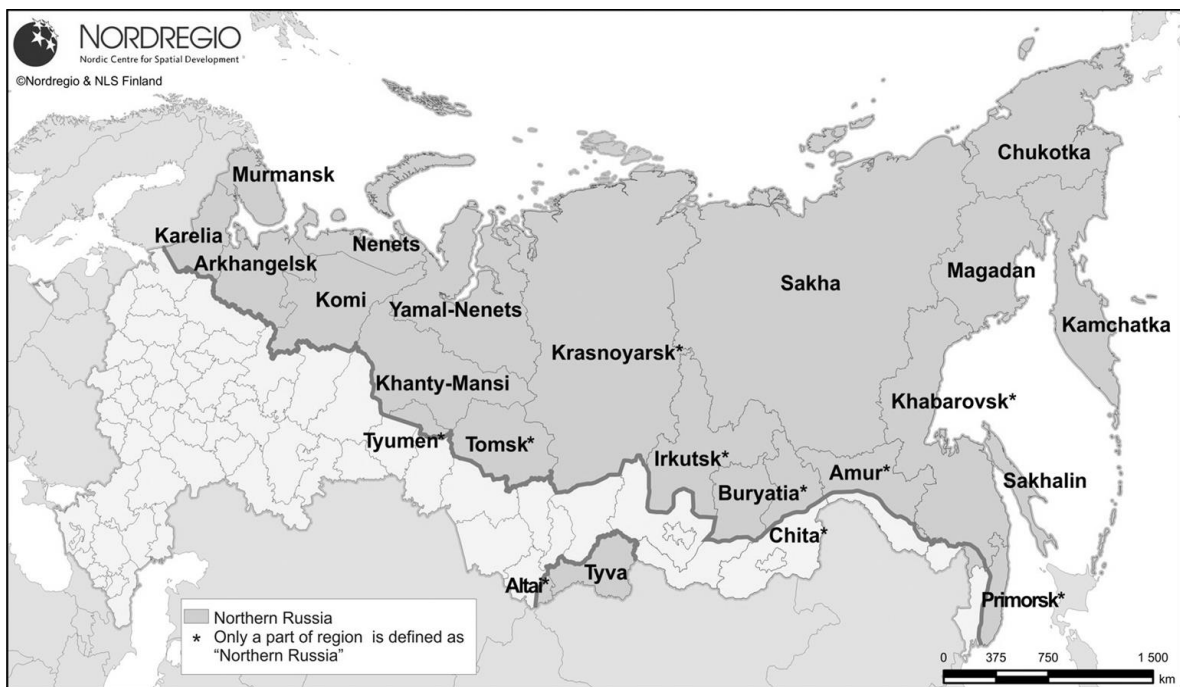 NORDREGIO
Nordic Centre for Spatial Development
©Nordregio & NLS Finland
Chukotka
Murmansk
Karelia
Nenets
Arkhangelsk
Magadan
Sakha
Komi
Yamal-Nenets
Kamchatka
Krasnoyarsk*
Khanty-Mansi
Khabarovsk*
Tyumen*
Tomsk*
Irkutsk*
Amur*
Sakhalin
Buryatia*
Chita*
Altai*
Tyva
Primorsk*
Northern Russia
* Only a part of region is defined as
“Northern Russia”
0 375 750 1 500
km